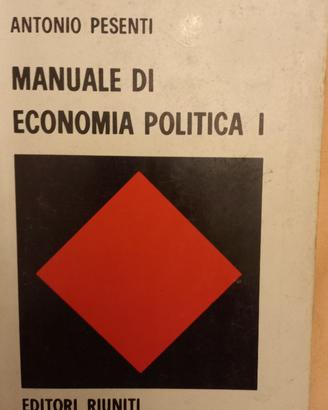 ANTONIO PESENTI
MANUALE DI
ECONOMIA POLITICA I
EDITORI RIUNITI